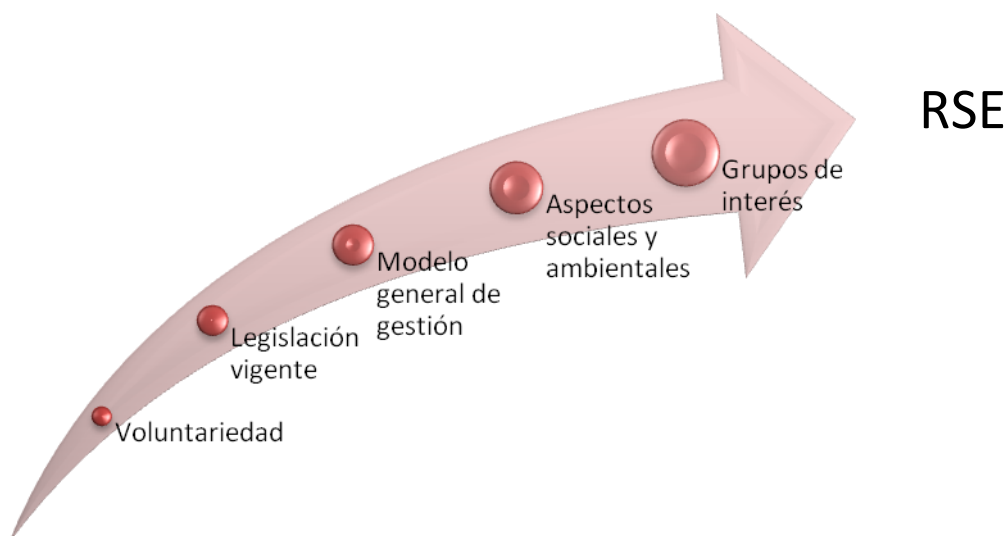 RSE
Grupos de
interés
Aspectos
sociales y
ambientales
Modelo
general de
gestión
Legislación
vigente
Voluntariedad